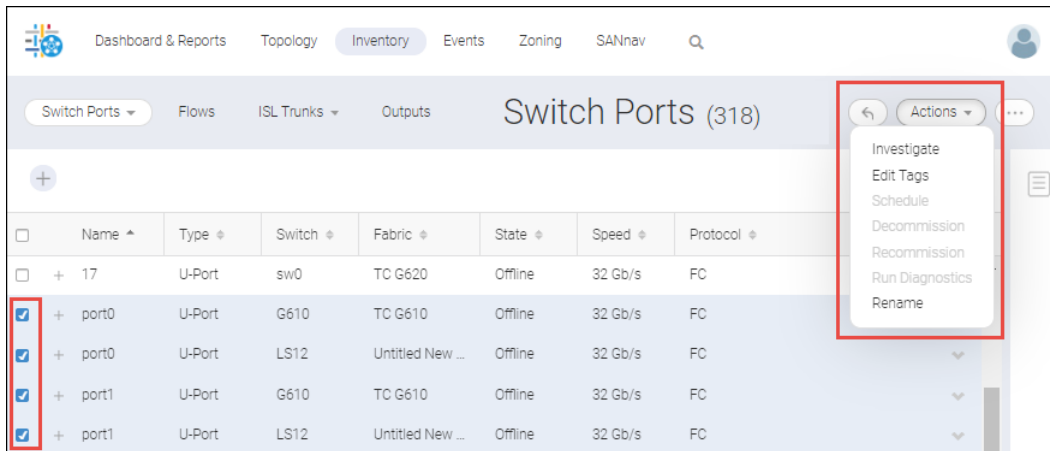 Dashboard & Reports Topology Inventory Events Zoning SANnav
Switch Ports Flows ISL Trunks Outputs Switch Ports (318) Actions ...
Investigate
Edit Tags
Schedule
Decommission
Recommission
Run Diagnostics
Rename
Name Type Switch Fabric State Speed Protocol
17 U-Port sw0 TC G620 Offline 32 Gb/s FC
port0 U-Port G610 TC G610 Offline 32 Gb/s FC
port0 U-Port LS12 Untitled New ... Offline 32 Gb/s FC
port1 U-Port G610 TC G610 Offline 32 Gb/s FC
port1 U-Port LS12 Untitled New ... Offline 32 Gb/s FC